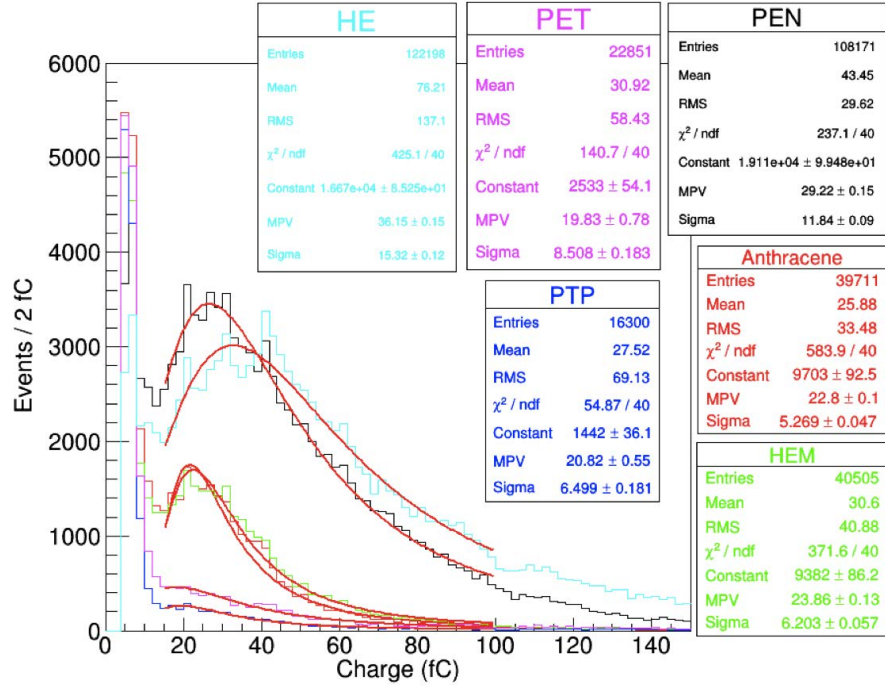 HE
Entries 122198
Mean 76.21
RMS 137.1
χ² / ndf 425.1 / 40
Constant 1.667e+04 ± 8.525e+01
MPV 36.15 ± 0.15
Sigma 15.32 ± 0.12
PET
Entries 22851
Mean 30.92
RMS 58.43
χ² / ndf 140.7 / 40
Constant 2533 ± 54.1
MPV 19.83 ± 0.78
Sigma 8.508 ± 0.183
PEN
Entries 108171
Mean 43.45
RMS 29.62
χ² / ndf 237.1 / 40
Constant 1.911e+04 ± 9.948e+01
MPV 29.22 ± 0.15
Sigma 11.84 ± 0.09
PTP
Entries 16300
Mean 27.52
RMS 69.13
χ² / ndf 54.87 / 40
Constant 1442 ± 36.1
MPV 20.82 ± 0.55
Sigma 6.499 ± 0.181
Anthracene
Entries 39711
Mean 25.88
RMS 33.48
χ² / ndf 583.9 / 40
Constant 9703 ± 92.5
MPV 22.8 ± 0.1
Sigma 5.269 ± 0.047
HEM
Entries 40505
Mean 30.6
RMS 40.88
χ² / ndf 371.6 / 40
Constant 9382 ± 86.2
MPV 23.86 ± 0.13
Sigma 6.203 ± 0.057
Events / 2 fC
6000
5000
4000
3000
2000
1000
0
0 20 40 60 80 100 120 140
Charge (fC)